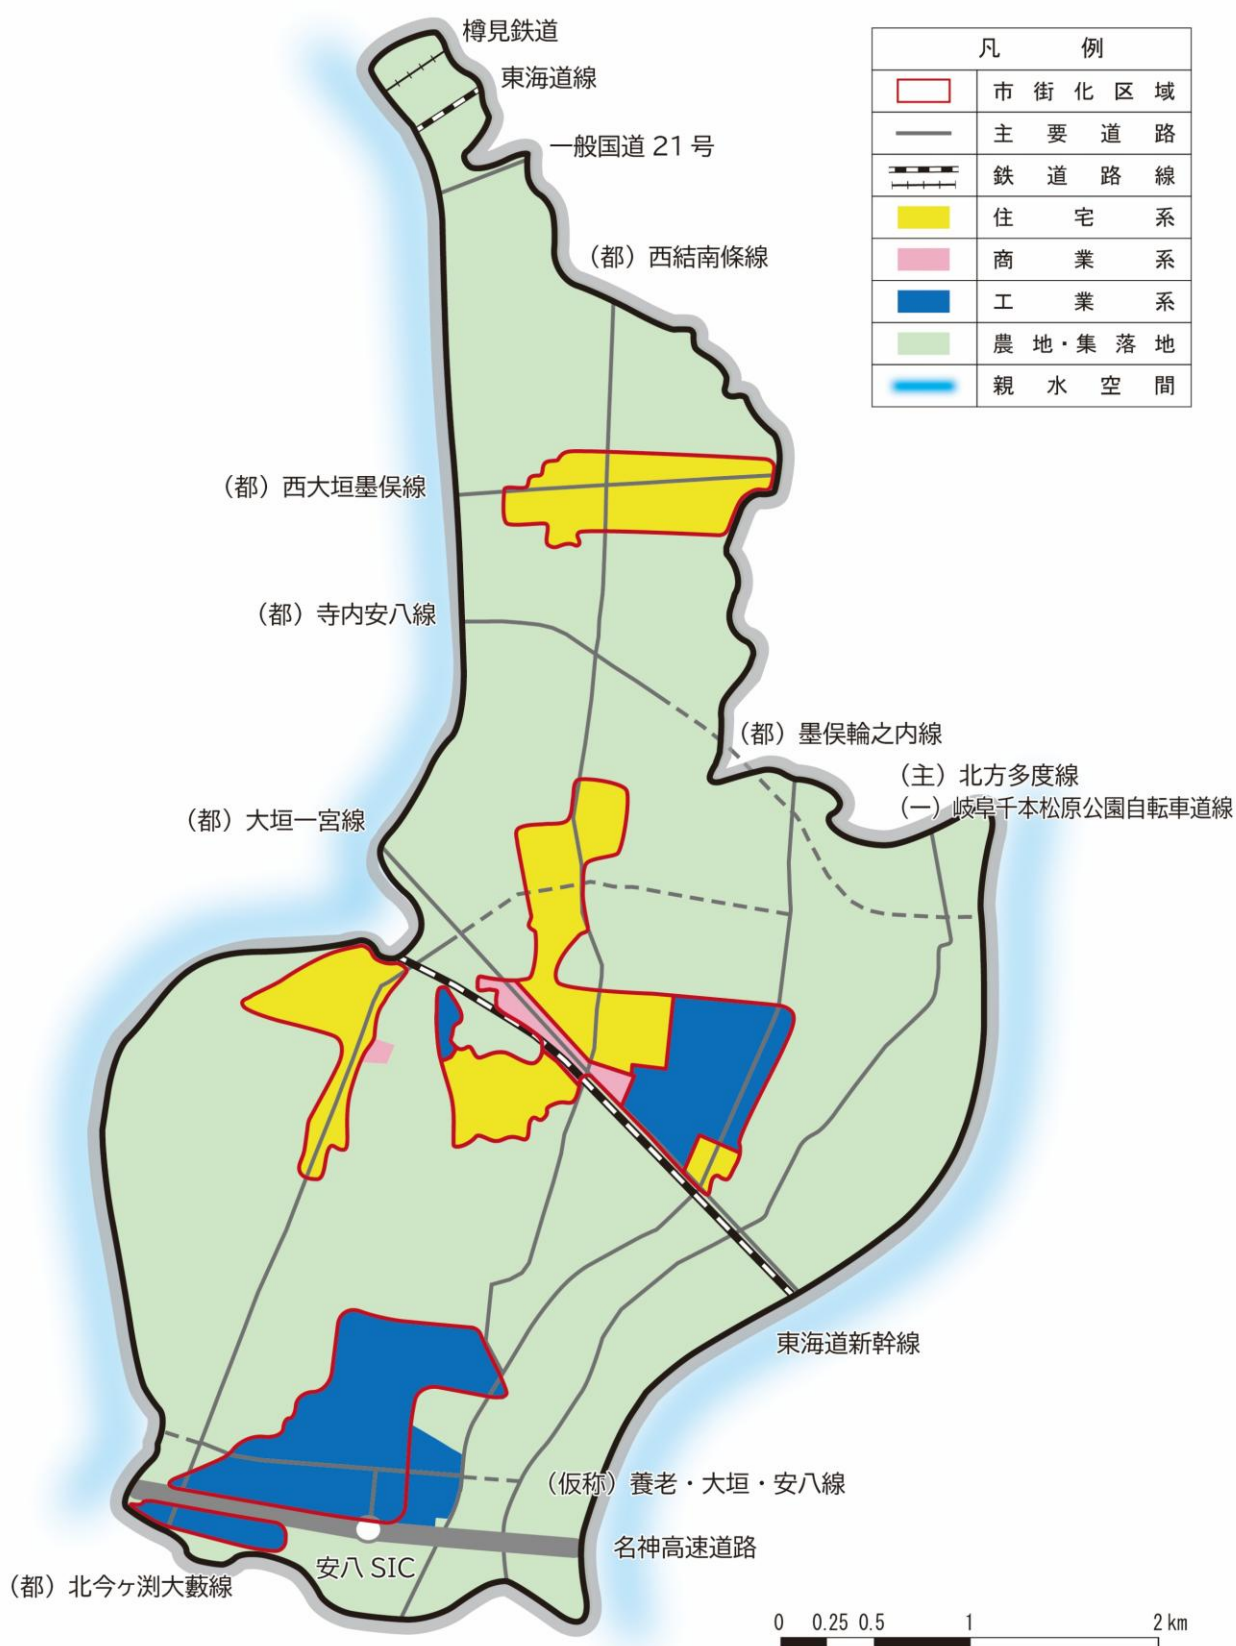 樽見鉄道
東海道線
一般国道 21 号
（都）西結南條線
凡 例
市街化区域
主要道路
鉄道路線
住宅系
商業系
工業系
農地・集落地
親水空間
（都）西大垣墨俣線
（都）寺内安八線
（都）墨俣輪之内線
（主）北方多度線
（一）岐阜千本松原公園自転車道線
（都）大垣一宮線
東海道新幹線
（仮称）養老・大垣・安八線
名神高速道路
安八 SIC
（都）北今ヶ渕大藪線
0 0.25 0.5 1 2 km